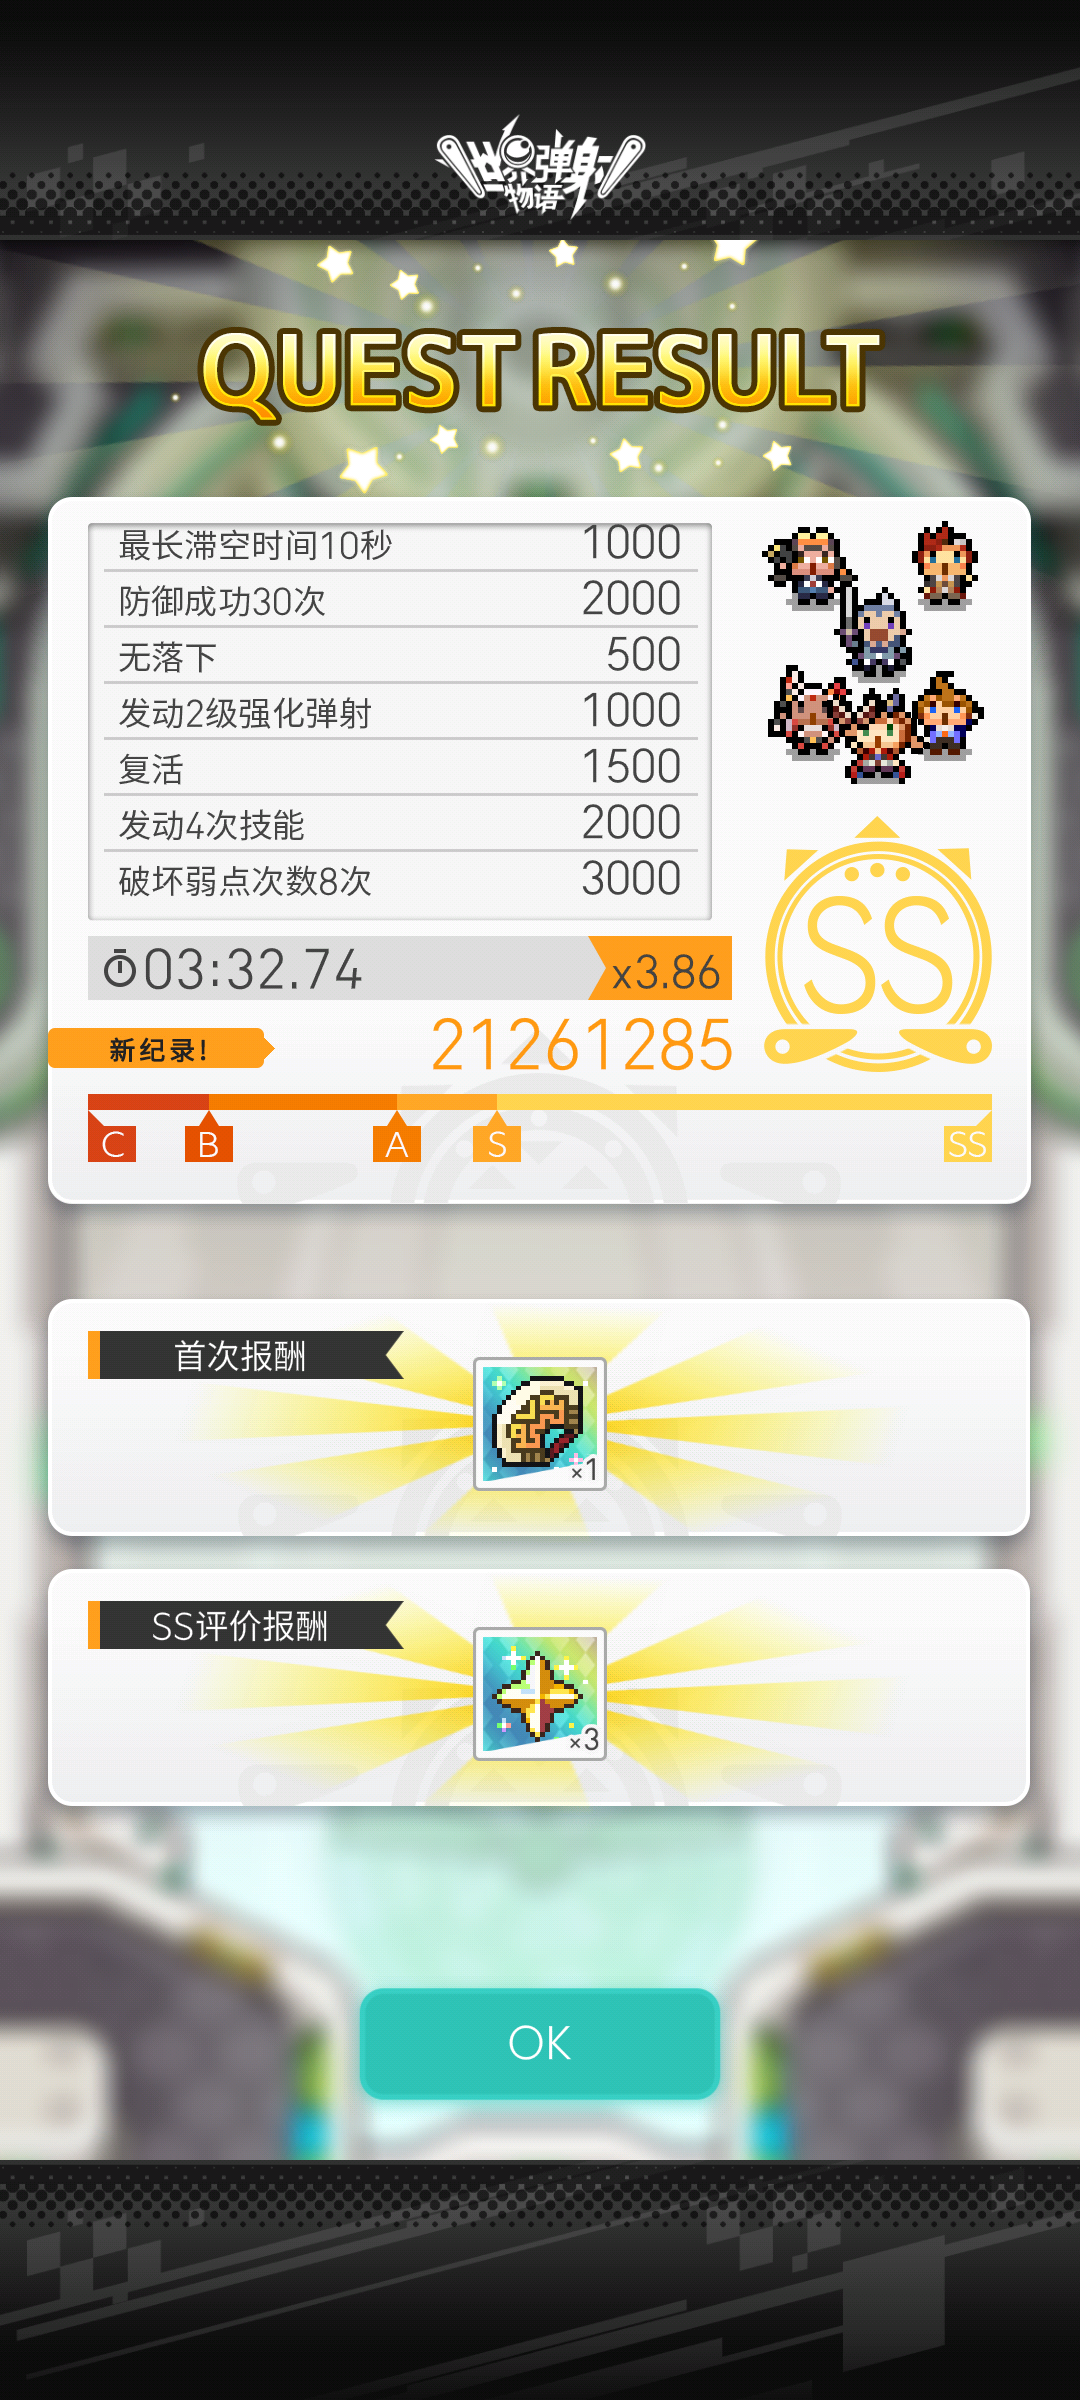 世界弹射
物语
QUEST RESULT
最长滞空时间10秒 1000
防御成功30次 2000
无落下 500
发动2级强化弹射 1000
复活 1500
发动4次技能 2000
破坏弱点次数8次 3000
SS
03:32.74 x3.86
新纪录! 21261285
C B A S SS
首次报酬
×1
SS评价报酬
×3
OK